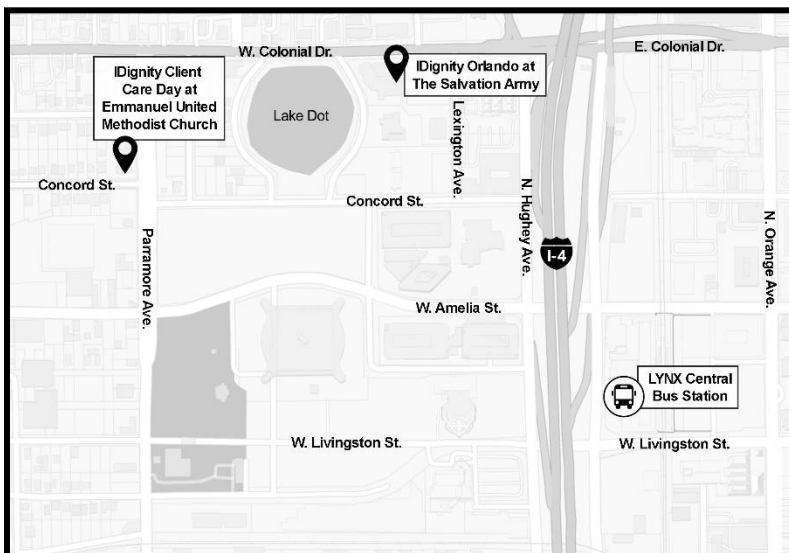 W. Colonial Dr.
E. Colonial Dr.
IDignity Client
Care Day at
Emmanuel United
Methodist Church
IDignity Orlando at
The Salvation Army
Lake Dot
Lexington Ave.
Concord St.
Concord St.
N. Hughey Ave.
N. Orange Ave.
Parramore Ave.
I-4
W. Amelia St.
LYNX Central
Bus Station
W. Livingston St.
W. Livingston St.